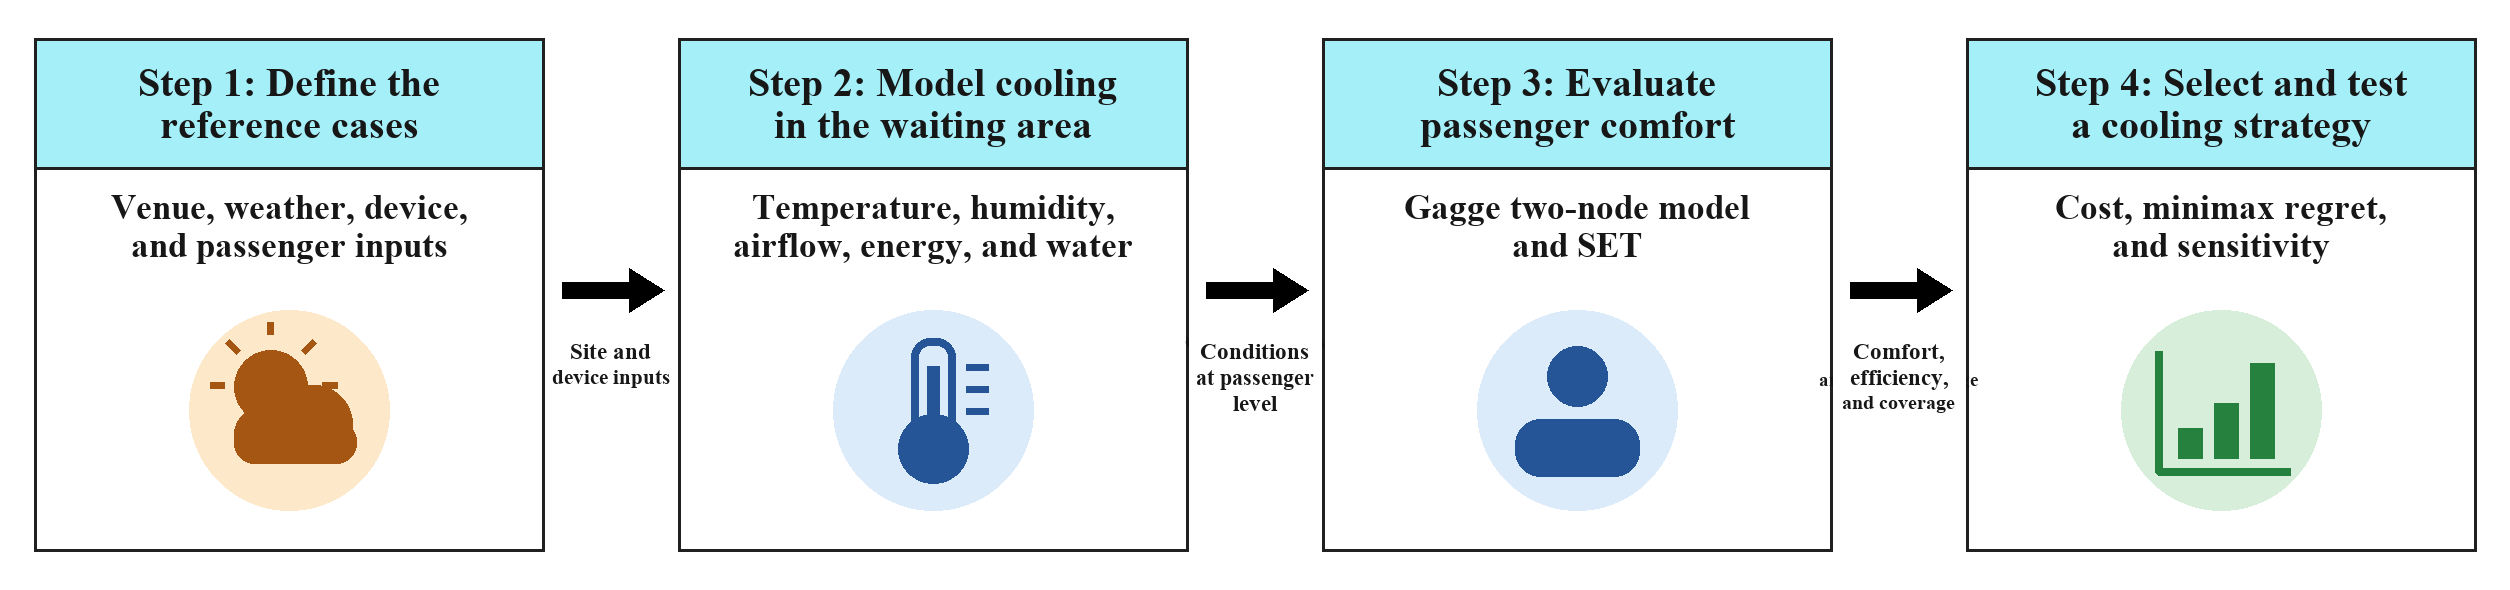 Step 1: Define the
reference cases
Venue, weather, device,
and passenger inputs
Site and
device inputs
Step 2: Model cooling
in the waiting area
Temperature, humidity,
airflow, energy, and water
Conditions
at passenger
level
Step 3: Evaluate
passenger comfort
Gagge two-node model
and SET
Comfort,
efficiency,
and coverage
Step 4: Select and test
a cooling strategy
Cost, minimax regret,
and sensitivity